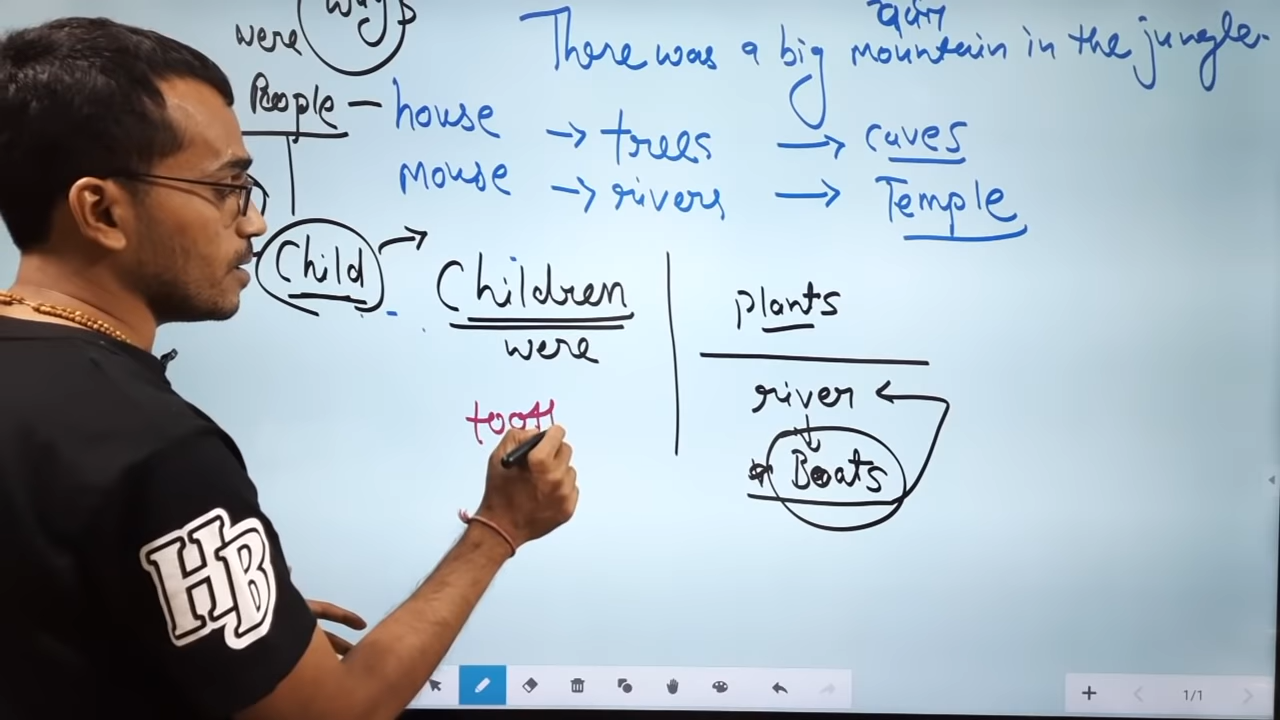 ways
There was a big mountain in the jungle.
were
People — house → trees → caves
mouse → rivers → Temple
Child → Children
were
plants
river
Boats
tooth
HB
1/1